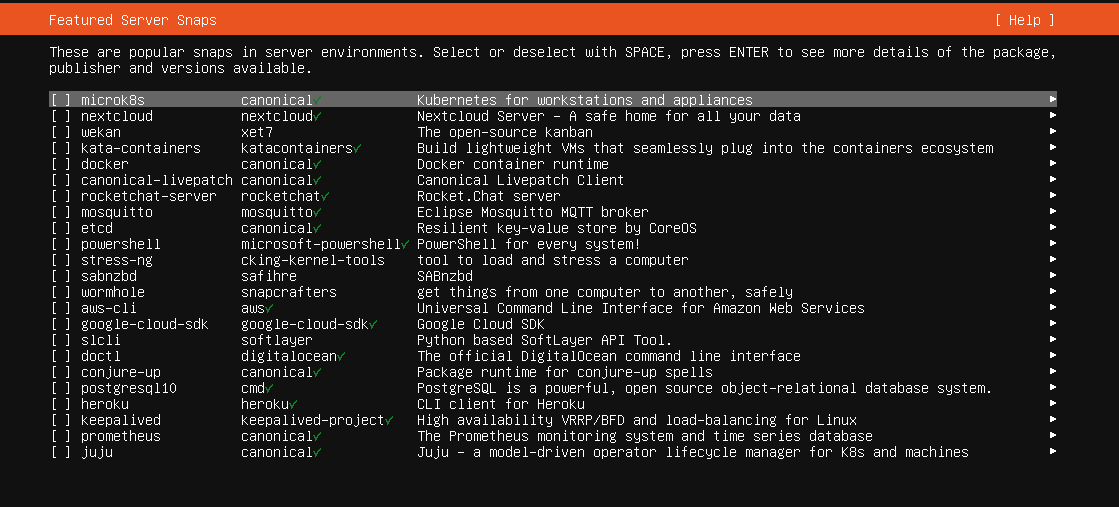 Featured Server Snaps [ Help ]
These are popular snaps in server environments. Select or deselect with SPACE, press ENTER to see more details of the package,
publisher and versions available.
[ ] microk8s canonical✓ Kubernetes for workstations and appliances ▸
[ ] nextcloud nextcloud✓ Nextcloud Server - A safe home for all your data ▸
[ ] wekan xet7 The open-source kanban ▸
[ ] kata-containers katacontainers✓ Build lightweight VMs that seamlessly plug into the containers ecosystem ▸
[ ] docker canonical✓ Docker container runtime ▸
[ ] canonical-livepatch canonical✓ Canonical Livepatch Client ▸
[ ] rocketchat-server rocketchat✓ Rocket.Chat server ▸
[ ] mosquitto mosquitto✓ Eclipse Mosquitto MQTT broker ▸
[ ] etcd canonical✓ Resilient key-value store by CoreOS ▸
[ ] powershell microsoft-powershell✓ PowerShell for every system! ▸
[ ] stress-ng cking-kernel-tools tool to load and stress a computer ▸
[ ] sabnzbd safihre SABnzbd ▸
[ ] wormhole snapcrafters get things from one computer to another, safely ▸
[ ] aws-cli aws✓ Universal Command Line Interface for Amazon Web Services ▸
[ ] google-cloud-sdk google-cloud-sdk✓ Google Cloud SDK ▸
[ ] slcli softlayer Python based SoftLayer API Tool. ▸
[ ] doctl digitalocean✓ The official DigitalOcean command line interface ▸
[ ] conjure-up canonical✓ Package runtime for conjure-up spells ▸
[ ] postgresql10 cmd✓ PostgreSQL is a powerful, open source object-relational database system. ▸
[ ] heroku heroku✓ CLI client for Heroku ▸
[ ] keepalived keepalived-project✓ High availability VRRP/BFD and load-balancing for Linux ▸
[ ] prometheus canonical✓ The Prometheus monitoring system and time series database ▸
[ ] juju canonical✓ Juju - a model-driven operator lifecycle manager for K8s and machines ▸